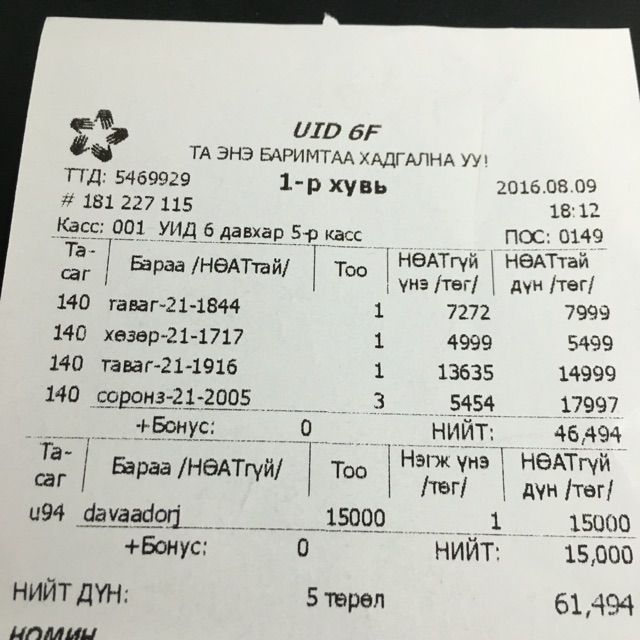 UID 6F
ТА ЭНЭ БАРИМТАА ХАДГАЛНА УУ!
ТТД: 5469929 1-р хувь 2016.08.09
# 181 227 115 18:12
Касс: 001 УИД 6 давхар 5-р касс ПОС: 0149
Та-саг Бараа /НӨАТтай/ Тоо НӨАТгүй үнэ /төг/ НӨАТтай дүн /төг/
140 таваг-21-1844 1 7272 7999
140 хөзөр-21-1717 1 4999 5499
140 таваг-21-1916 1 13635 14999
140 соронз-21-2005 3 5454 17997
+Бонус: 0 НИЙТ: 46,494
Та-саг Бараа /НӨАТгүй/ Тоо Нэгж үнэ /төг/ НӨАТгүй дүн /төг/
u94 davaadorj 15000 1 15000
+Бонус: 0 НИЙТ: 15,000
НИЙТ ДҮН: 5 төрөл 61,494
НОМИН